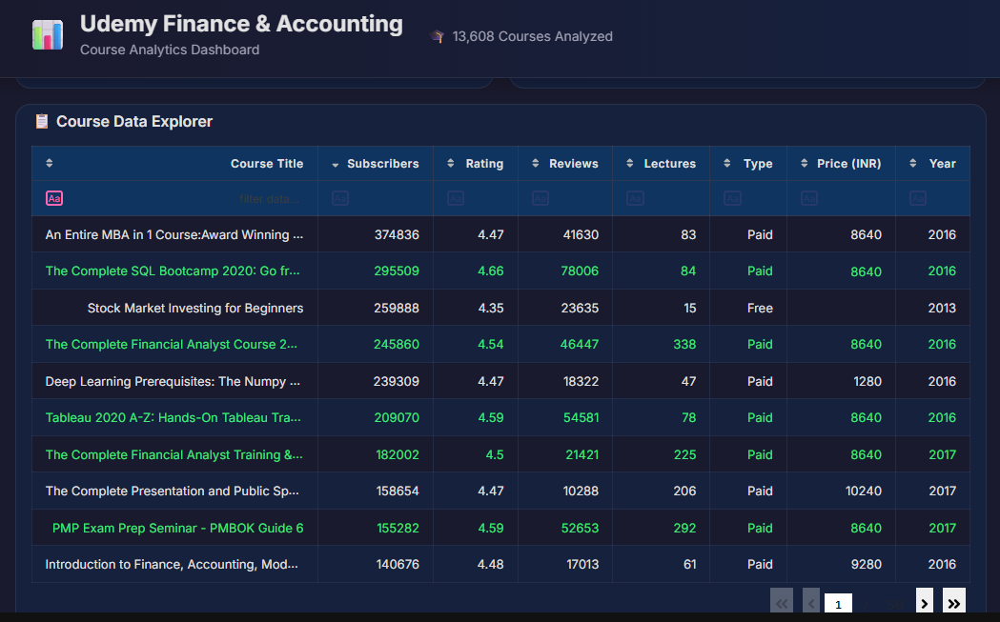 Udemy Finance & Accounting
Course Analytics Dashboard
13,608 Courses Analyzed
Course Data Explorer
Course Title Subscribers Rating Reviews Lectures Type Price (INR) Year
Aa filter data... Aa Aa Aa Aa Aa Aa Aa
An Entire MBA in 1 Course:Award Winning ... 374836 4.47 41630 83 Paid 8640 2016
The Complete SQL Bootcamp 2020: Go fr... 295509 4.66 78006 84 Paid 8640 2016
Stock Market Investing for Beginners 259888 4.35 23635 15 Free 2013
The Complete Financial Analyst Course 2... 245860 4.54 46447 338 Paid 8640 2016
Deep Learning Prerequisites: The Numpy ... 239309 4.47 18322 47 Paid 1280 2016
Tableau 2020 A-Z: Hands-On Tableau Tra... 209070 4.59 54581 78 Paid 8640 2016
The Complete Financial Analyst Training &... 182002 4.5 21421 225 Paid 8640 2017
The Complete Presentation and Public Sp... 158654 4.47 10288 206 Paid 10240 2017
PMP Exam Prep Seminar - PMBOK Guide 6 155282 4.59 52653 292 Paid 8640 2017
Introduction to Finance, Accounting, Mod... 140676 4.48 17013 61 Paid 9280 2016
« ‹ 1 › »